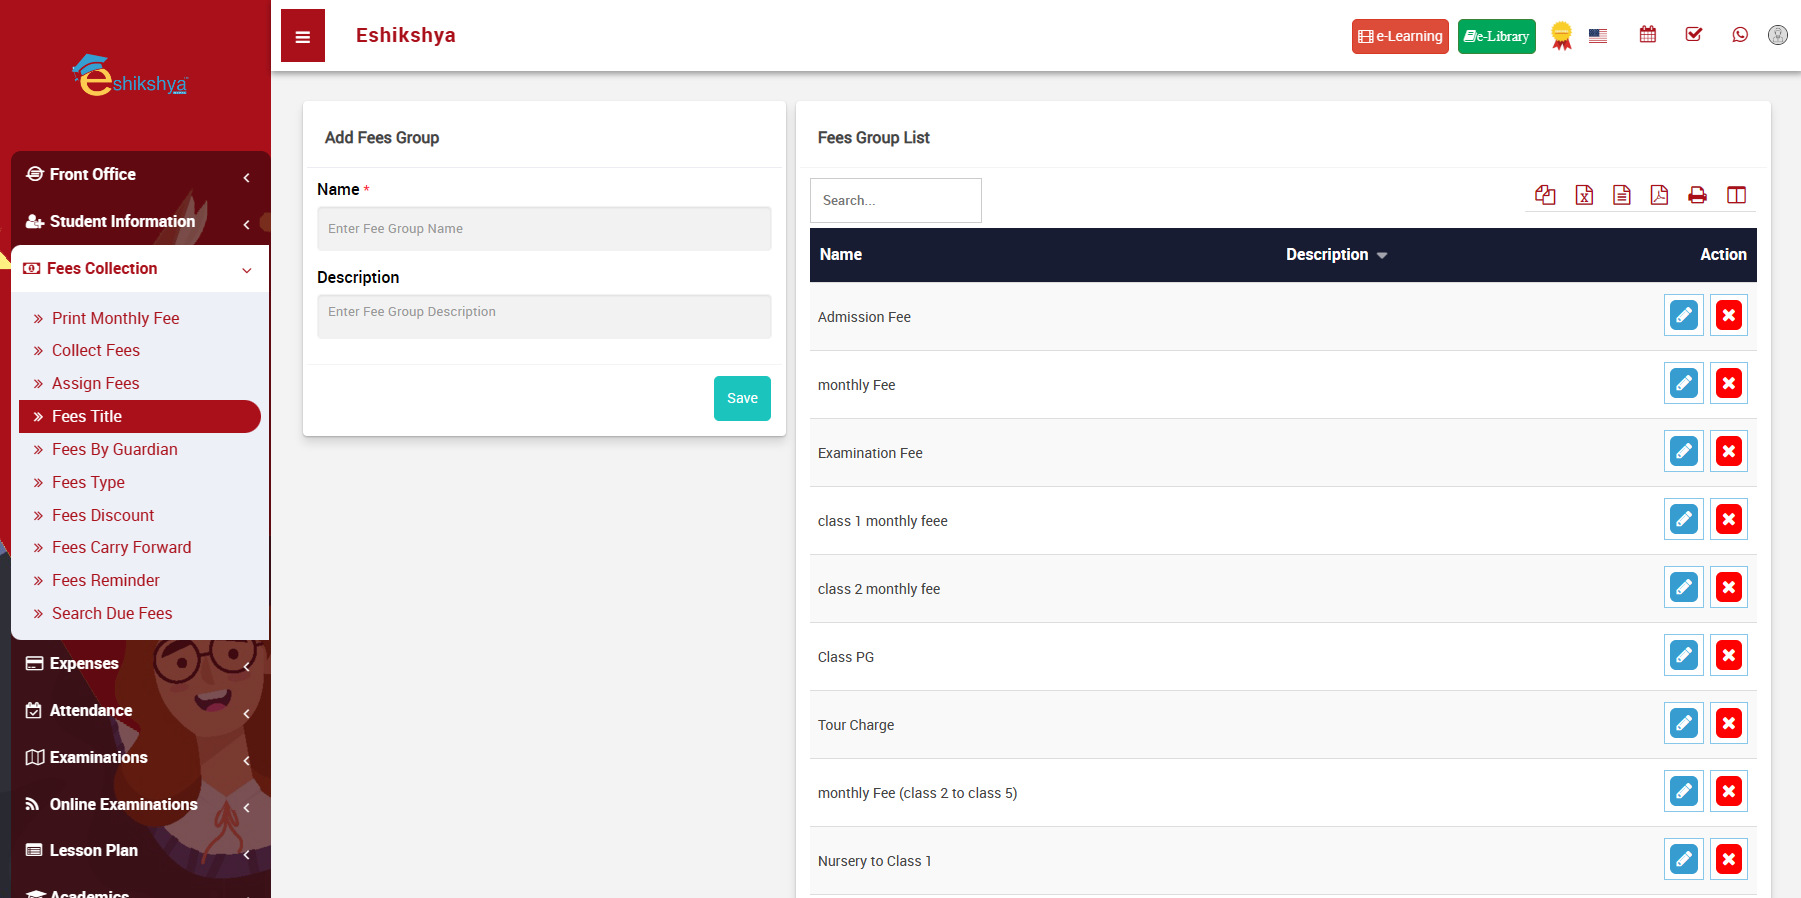 eshikshya
Front Office
Student Information
Fees Collection
Print Monthly Fee
Collect Fees
Assign Fees
Fees Title
Fees By Guardian
Fees Type
Fees Discount
Fees Carry Forward
Fees Reminder
Search Due Fees
Expenses
Attendance
Examinations
Online Examinations
Lesson Plan
Academics
Eshikshya
e-Learning
e-Library
Add Fees Group
Name *
Enter Fee Group Name
Description
Enter Fee Group Description
Save
Fees Group List
Search...
Name Description Action
Admission Fee
monthly Fee
Examination Fee
class 1 monthly feee
class 2 monthly fee
Class PG
Tour Charge
monthly Fee (class 2 to class 5)
Nursery to Class 1